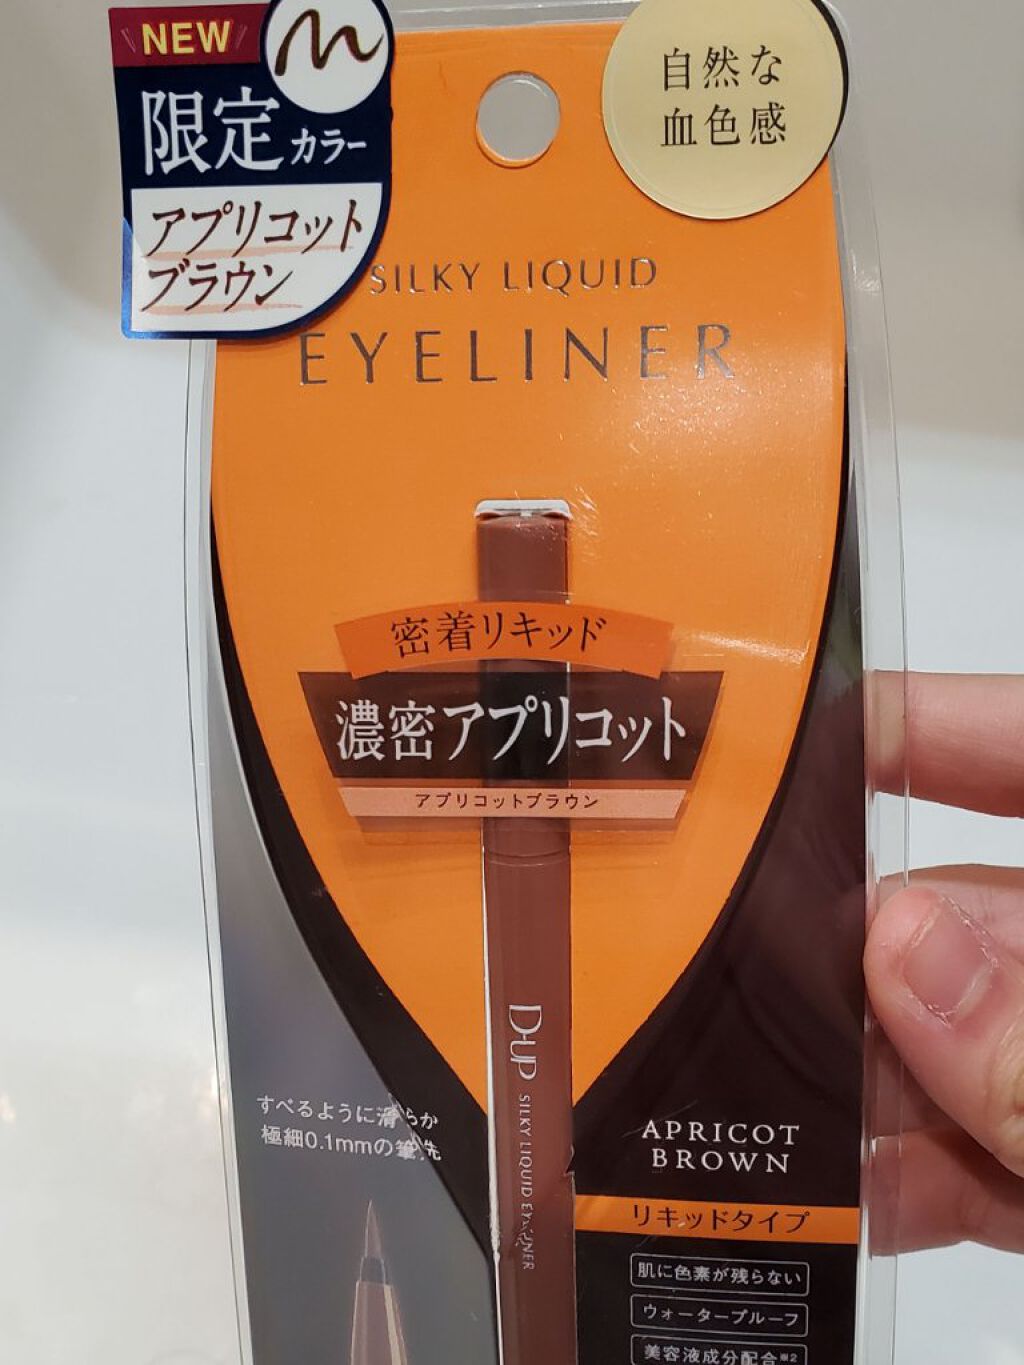 NEW
限定カラー
アプリコット
ブラウン
自然な
血色感
SILKY LIQUID
EYELINER
密着リキッド
濃密アプリコット
アプリコットブラウン
D-UP SILKY LIQUID EYELINER
すべるように滑らか
極細0.1mmの筆先
APRICOT
BROWN
リキッドタイプ
肌に色素が残らない
ウォータープルーフ
美容液成分配合※2